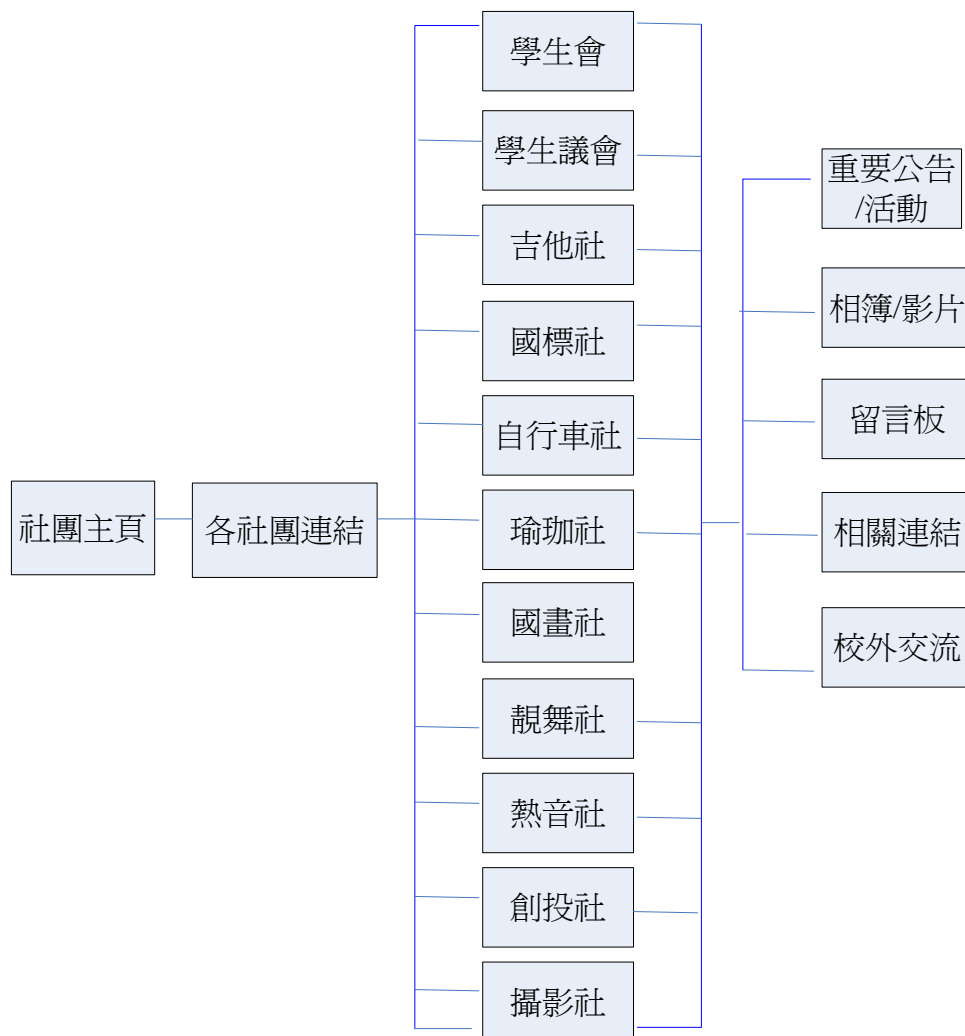 社團主頁
各社團連結
學生會
學生議會
吉他社
國標社
自行車社
瑜珈社
國畫社
靚舞社
熱音社
創投社
攝影社
重要公告
/活動
相簿/影片
留言板
相關連結
校外交流